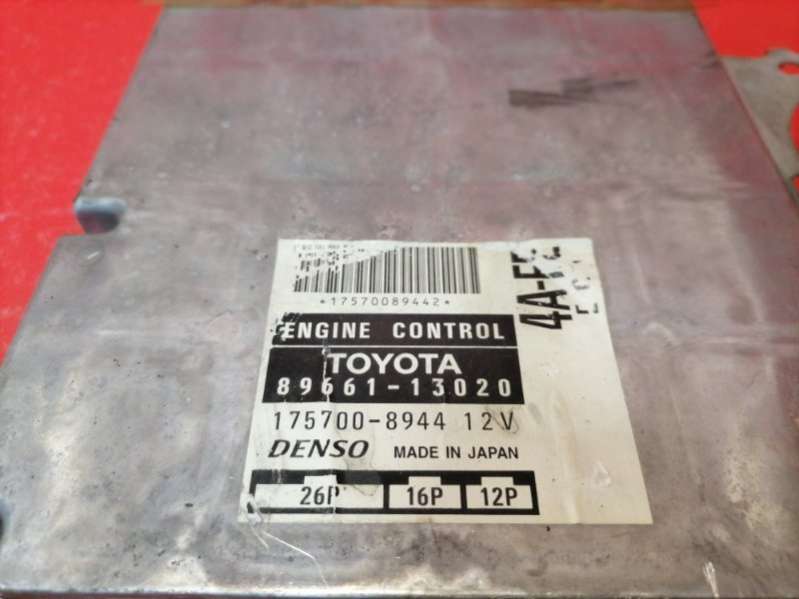 *17570089442*
ENGINE CONTROL
TOYOTA
89661-13020
175700-8944 12V
DENSO MADE IN JAPAN
26P 16P 12P